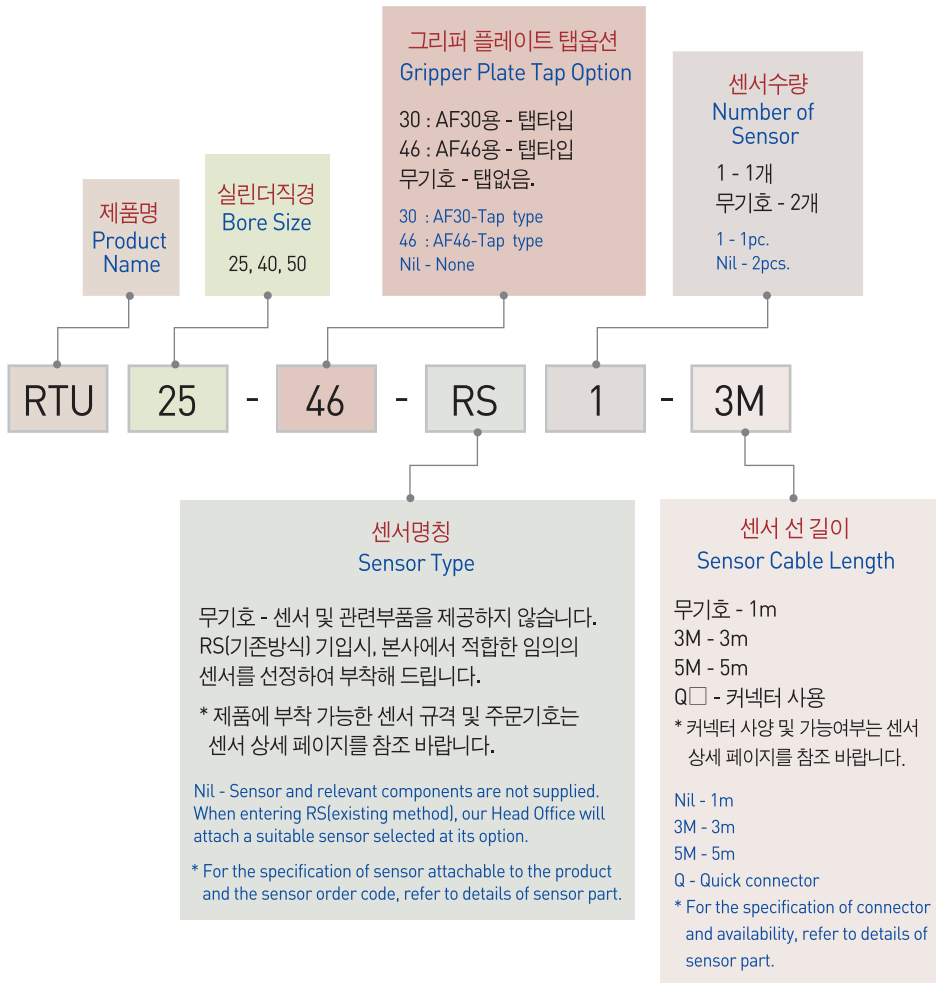 그리퍼 플레이트 탭옵션
Gripper Plate Tap Option
30 : AF30용 - 탭타입
46 : AF46용 - 탭타입
무기호 - 탭없음.
30 : AF30-Tap type
46 : AF46-Tap type
Nil - None
센서수량
Number of
Sensor
1 - 1개
무기호 - 2개
1 - 1pc.
Nil - 2pcs.
제품명
Product
Name
실린더직경
Bore Size
25, 40, 50
RTU 25 - 46 - RS 1 - 3M
센서명칭
Sensor Type
무기호 - 센서 및 관련부품을 제공하지 않습니다.
RS(기존방식) 기입시, 본사에서 적합한 임의의
센서를 선정하여 부착해 드립니다.
* 제품에 부착 가능한 센서 규격 및 주문기호는
센서 상세 페이지를 참조 바랍니다.
Nil - Sensor and relevant components are not supplied.
When entering RS(existing method), our Head Office will
attach a suitable sensor selected at its option.
* For the specification of sensor attachable to the product
and the sensor order code, refer to details of sensor part.
센서 선 길이
Sensor Cable Length
무기호 - 1m
3M - 3m
5M - 5m
Q□ - 커넥터 사용
* 커넥터 사양 및 가능여부는 센서
상세 페이지를 참조 바랍니다.
Nil - 1m
3M - 3m
5M - 5m
Q - Quick connector
* For the specification of connector
and availability, refer to details of
sensor part.